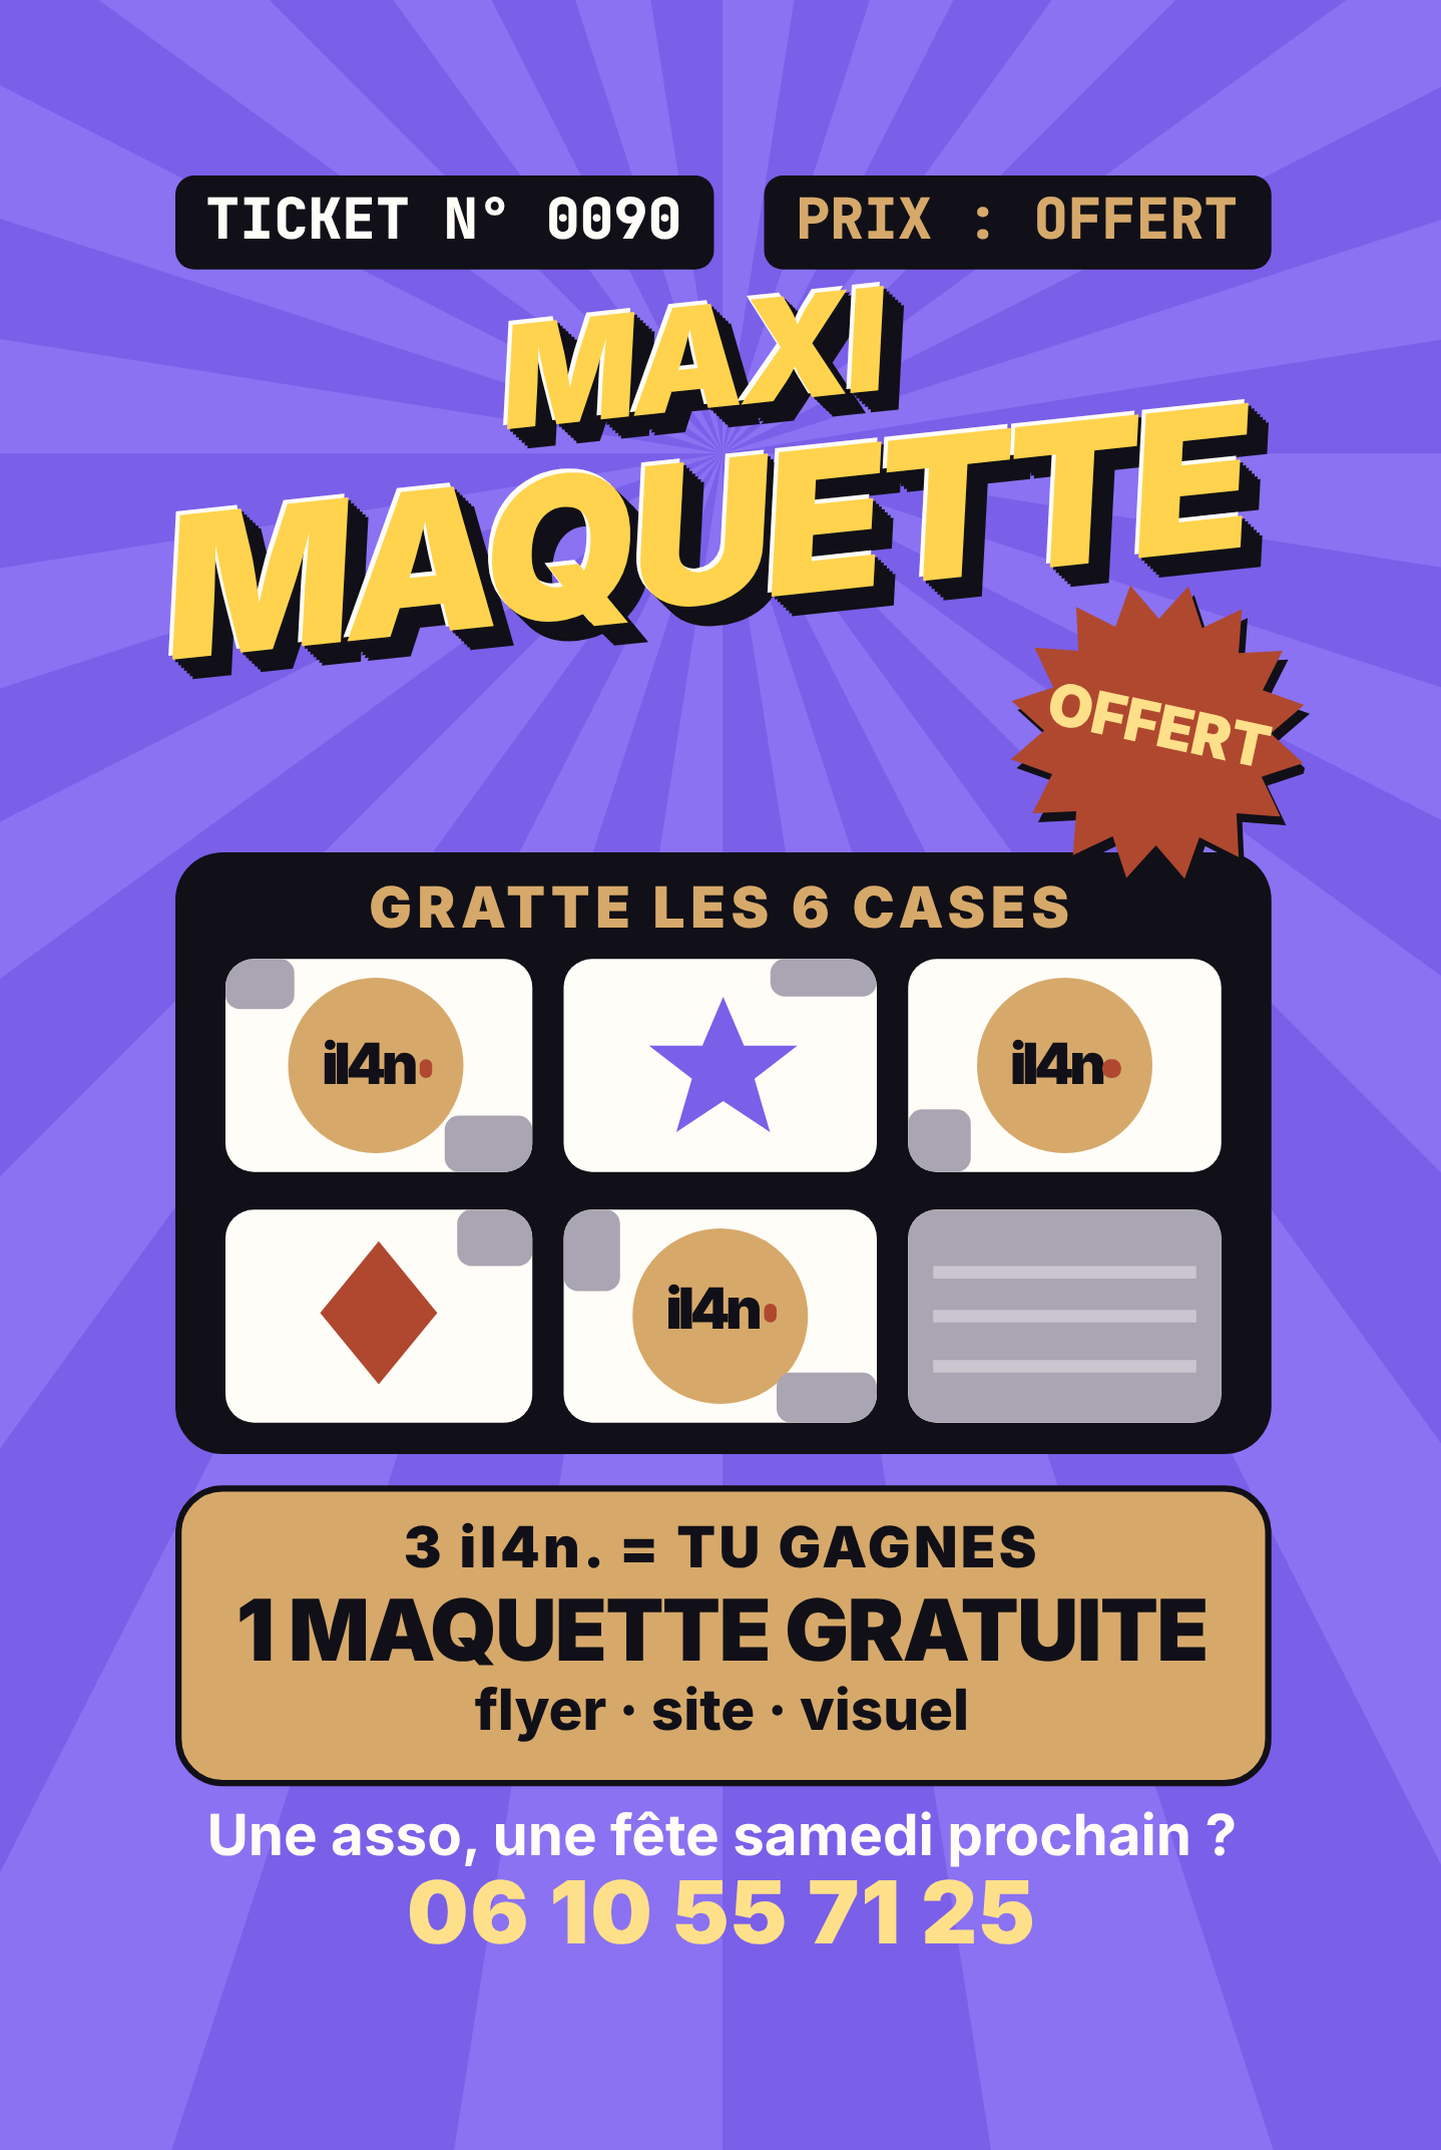 TICKET N° 0090
PRIX : OFFERT
MAXI
MAQUETTE
OFFERT
GRATTE LES 6 CASES
il4n.
il4n.
il4n.
3 il4n. = TU GAGNES
1 MAQUETTE GRATUITE
flyer · site · visuel
Une asso, une fête samedi prochain ?
06 10 55 71 25